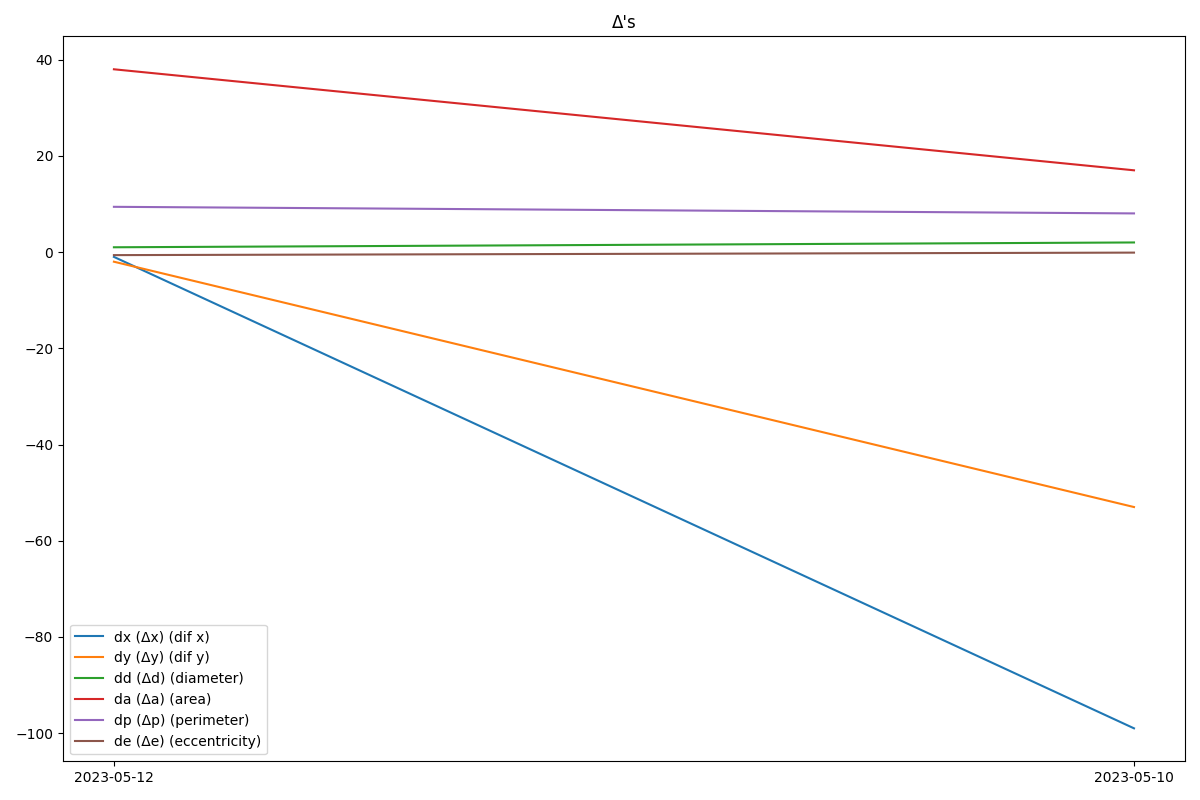 Δ's
40
20
0
−20
−40
−60
−80
−100
dx (Δx) (dif x)
dy (Δy) (dif y)
dd (Δd) (diameter)
da (Δa) (area)
dp (Δp) (perimeter)
de (Δe) (eccentricity)
2023-05-12 2023-05-10